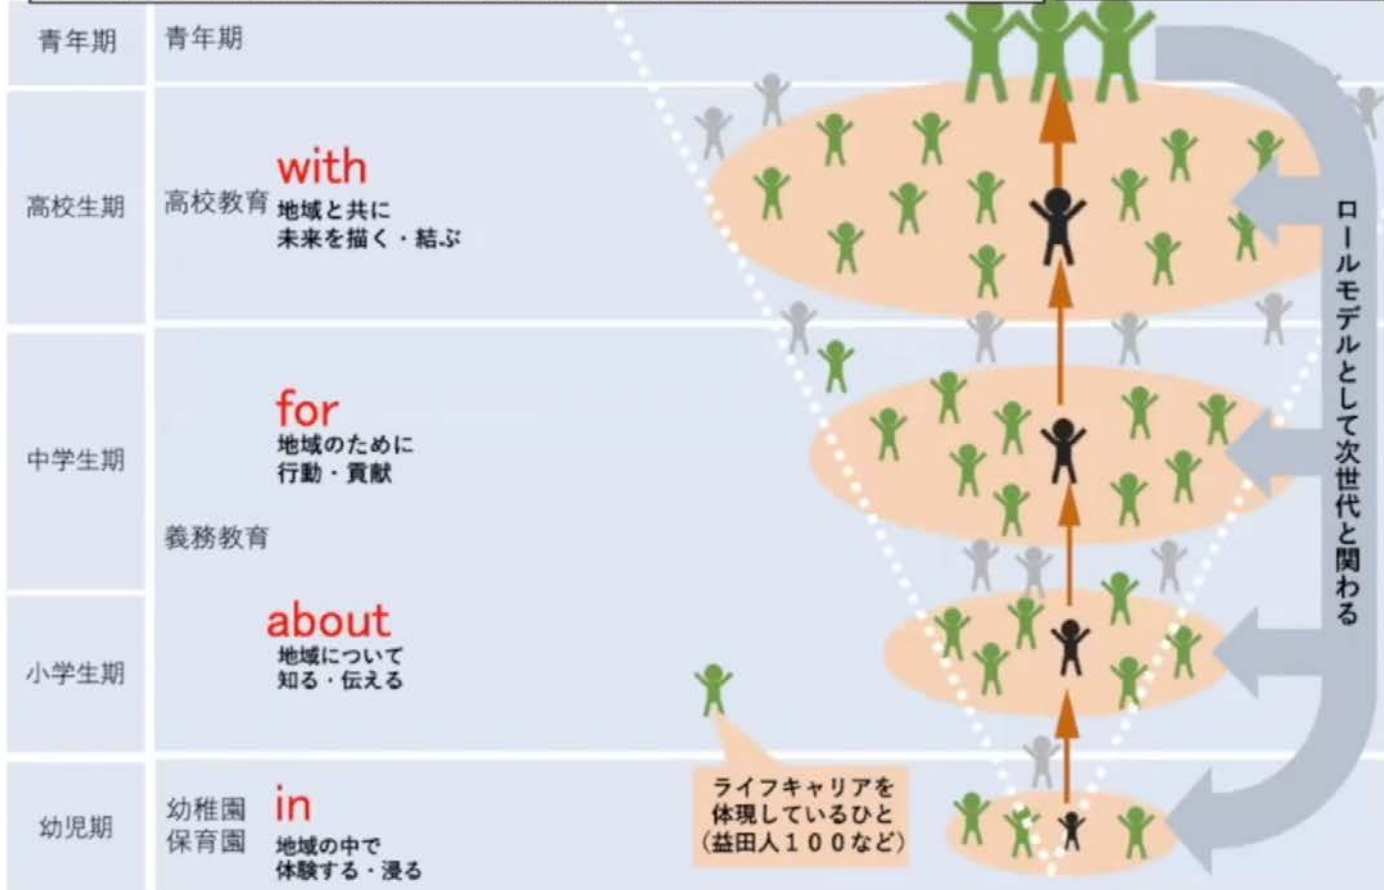 青年期
青年期
高校生期
高校教育
with
地域と共に
未来を描く・結ぶ
中学生期
for
地域のために
行動・貢献
義務教育
小学生期
about
地域について
知る・伝える
幼児期
幼稚園
保育園
in
地域の中で
体験する・浸る
ライフキャリアを
体現しているひと
(益田人100など)
ロールモデルとして次世代と関わる